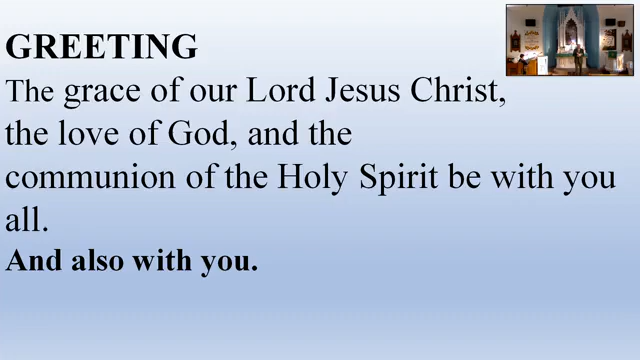 GREETING
The grace of our Lord Jesus Christ,
the love of God, and the
communion of the Holy Spirit be with you
all.
And also with you.